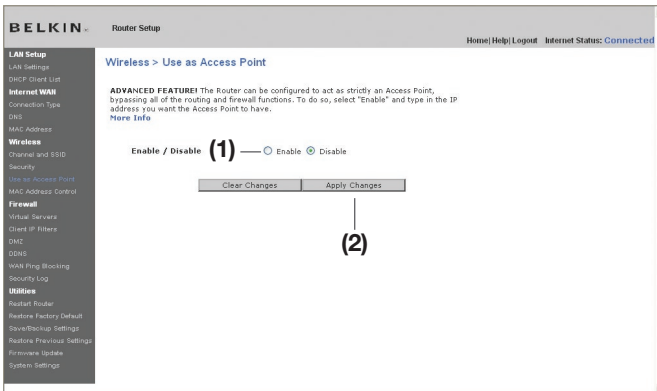 BELKIN®
Router Setup
Home|Help|Logout Internet Status: Connected
LAN Setup
LAN Settings
DHCP Client List
Internet WAN
Connection Type
DNS
MAC Address
Wireless
Channel and SSID
Security
Use as Access Point
MAC Address Control
Firewall
Virtual Servers
Client IP Filters
DMZ
DDNS
WAN Ping Blocking
Security Log
Utilities
Restart Router
Restore Factory Default
Save/Backup Settings
Restore Previous Settings
Firmware Update
System Settings
Wireless > Use as Access Point
ADVANCED FEATURE! The Router can be configured to act as strictly an Access Point,
bypassing all of the routing and firewall functions. To do so, select "Enable" and type in the IP
address you want the Access Point to have.
More Info
Enable / Disable (1) Enable Disable
Clear Changes Apply Changes
(2)